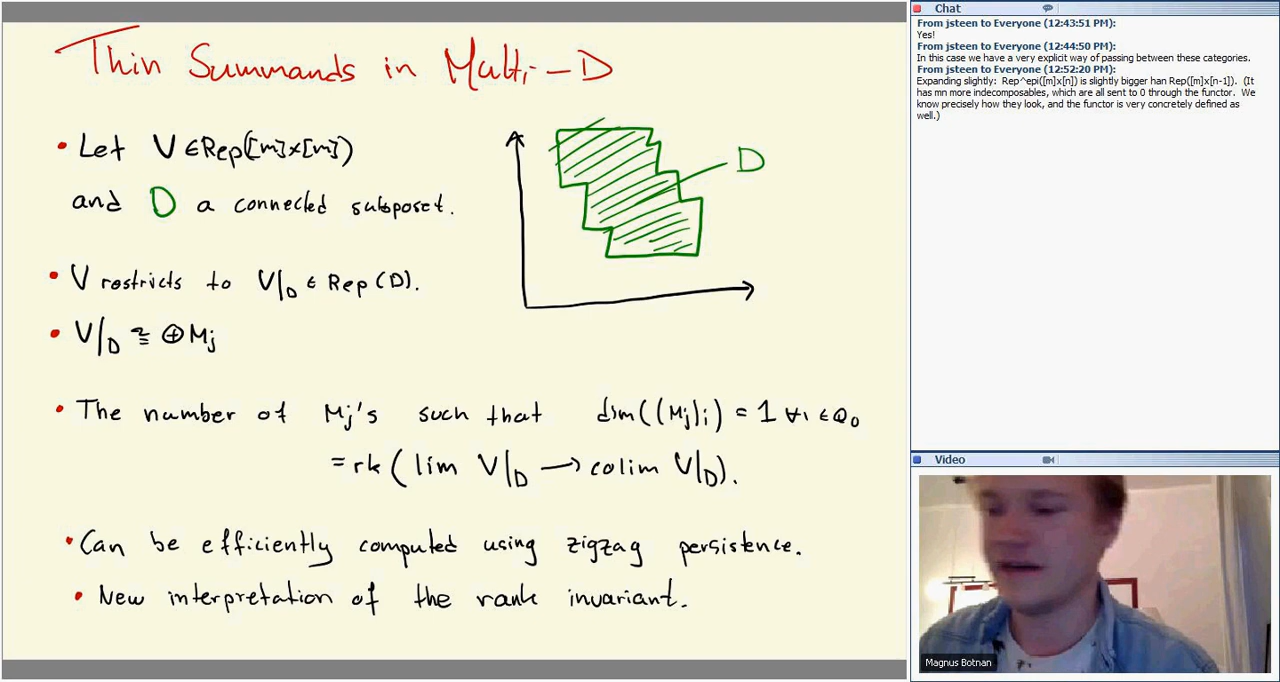 Thin Summands in Multi-D
• Let V ∈ Rep([m]×[m])
and D a connected subposet.
D
• V restricts to V|_D ∈ Rep(D).
• V|_D ≅ ⊕ Mj
• The number of Mj's such that dim((Mj)i) = 1 ∀i ∈ Q₀
= rk ( lim V|_D → colim V|_D ).
• Can be efficiently computed using zigzag persistence.
• New interpretation of the rank invariant.
Chat
From jsteen to Everyone (12:43:51 PM):
Yes!
From jsteen to Everyone (12:44:50 PM):
In this case we have a very explicit way of passing between these categories.
From jsteen to Everyone (12:52:20 PM):
Expanding slightly: Rep^epi([m]x[n]) is slightly bigger han Rep([m]x[n-1]). (It
has mn more indecomposables, which are all sent to 0 through the functor. We
know precisely how they look, and the functor is very concretely defined as
well.)
Video
Magnus Botnan